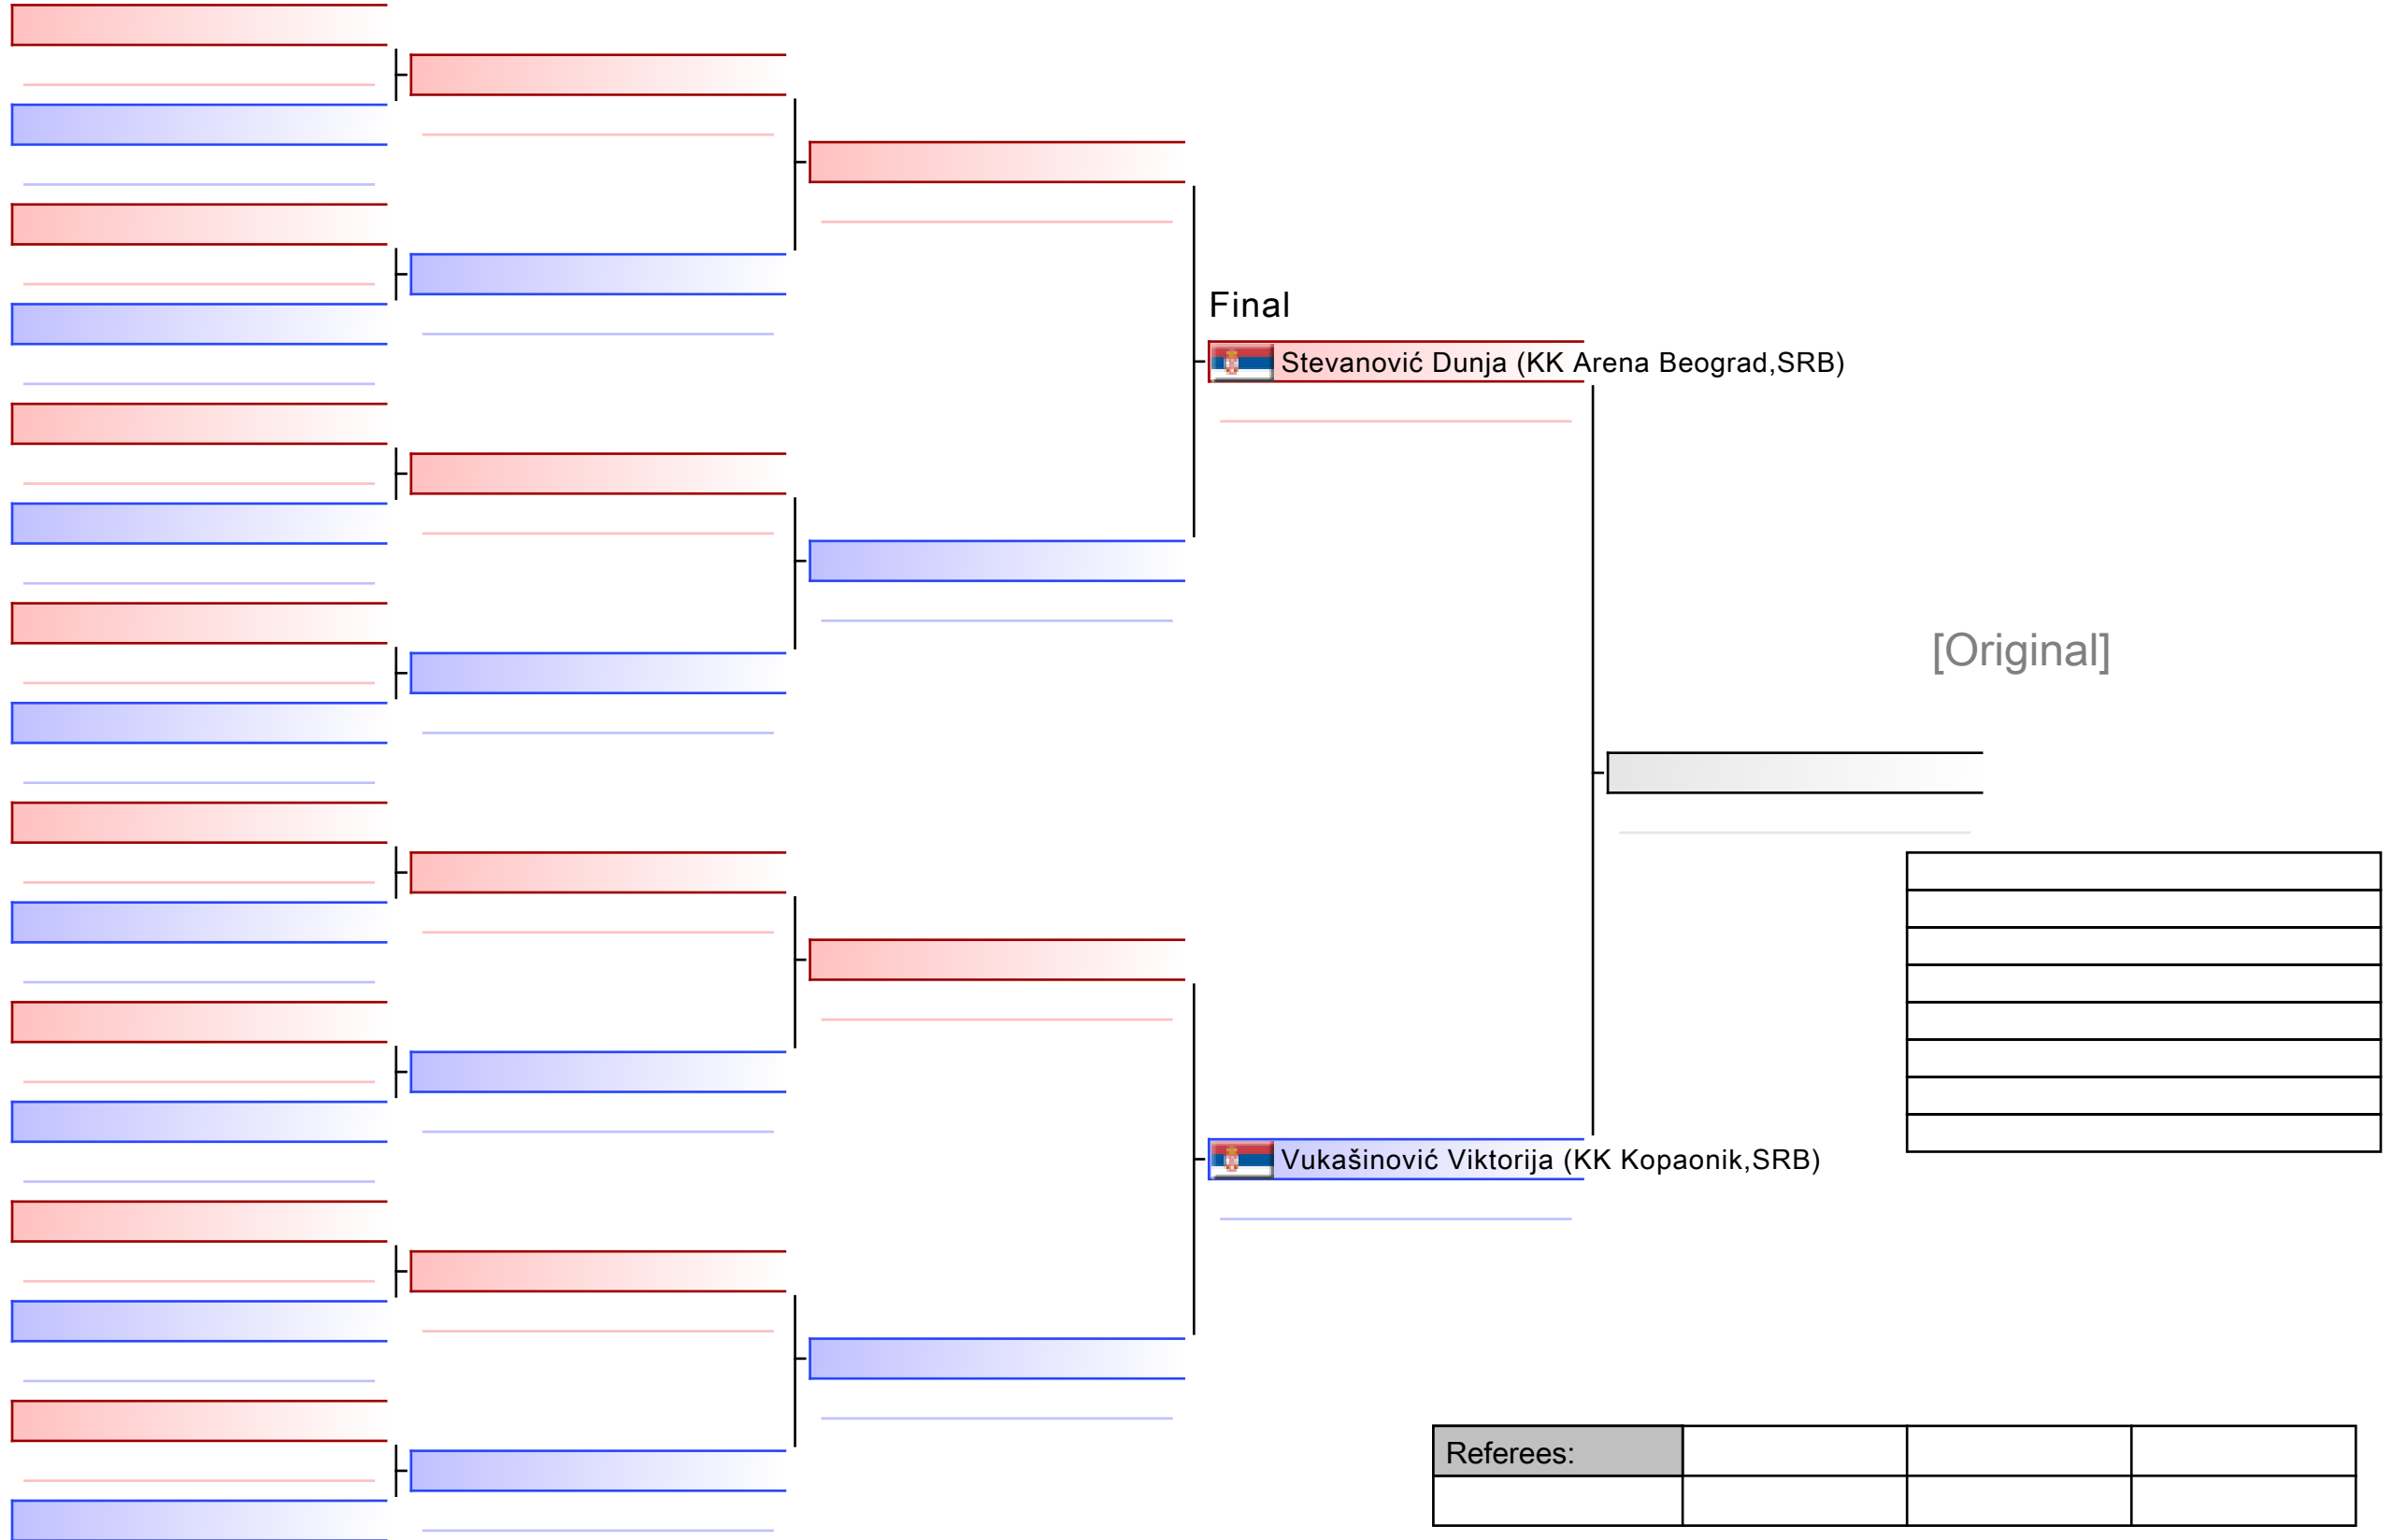 Final
Stevanović Dunja (KK Arena Beograd,SRB)
[Original]
Vukašinović Viktorija (KK Kopaonik,SRB)
Referees: